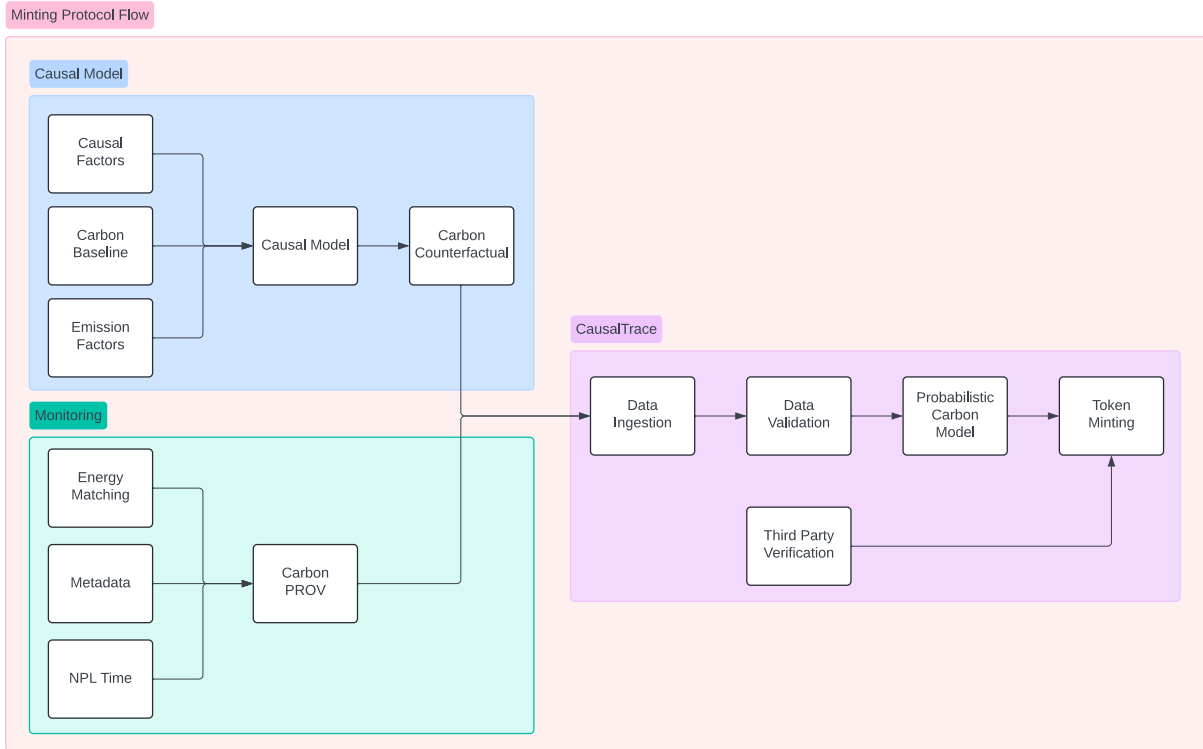 Minting Protocol Flow
Causal Model
Causal
Factors
Carbon
Baseline
Emission
Factors
Causal Model
Carbon
Counterfactual
Monitoring
Energy
Matching
Metadata
NPL Time
Carbon
PROV
CausalTrace
Data
Ingestion
Data
Validation
Probabilistic
Carbon
Model
Token
Minting
Third Party
Verification